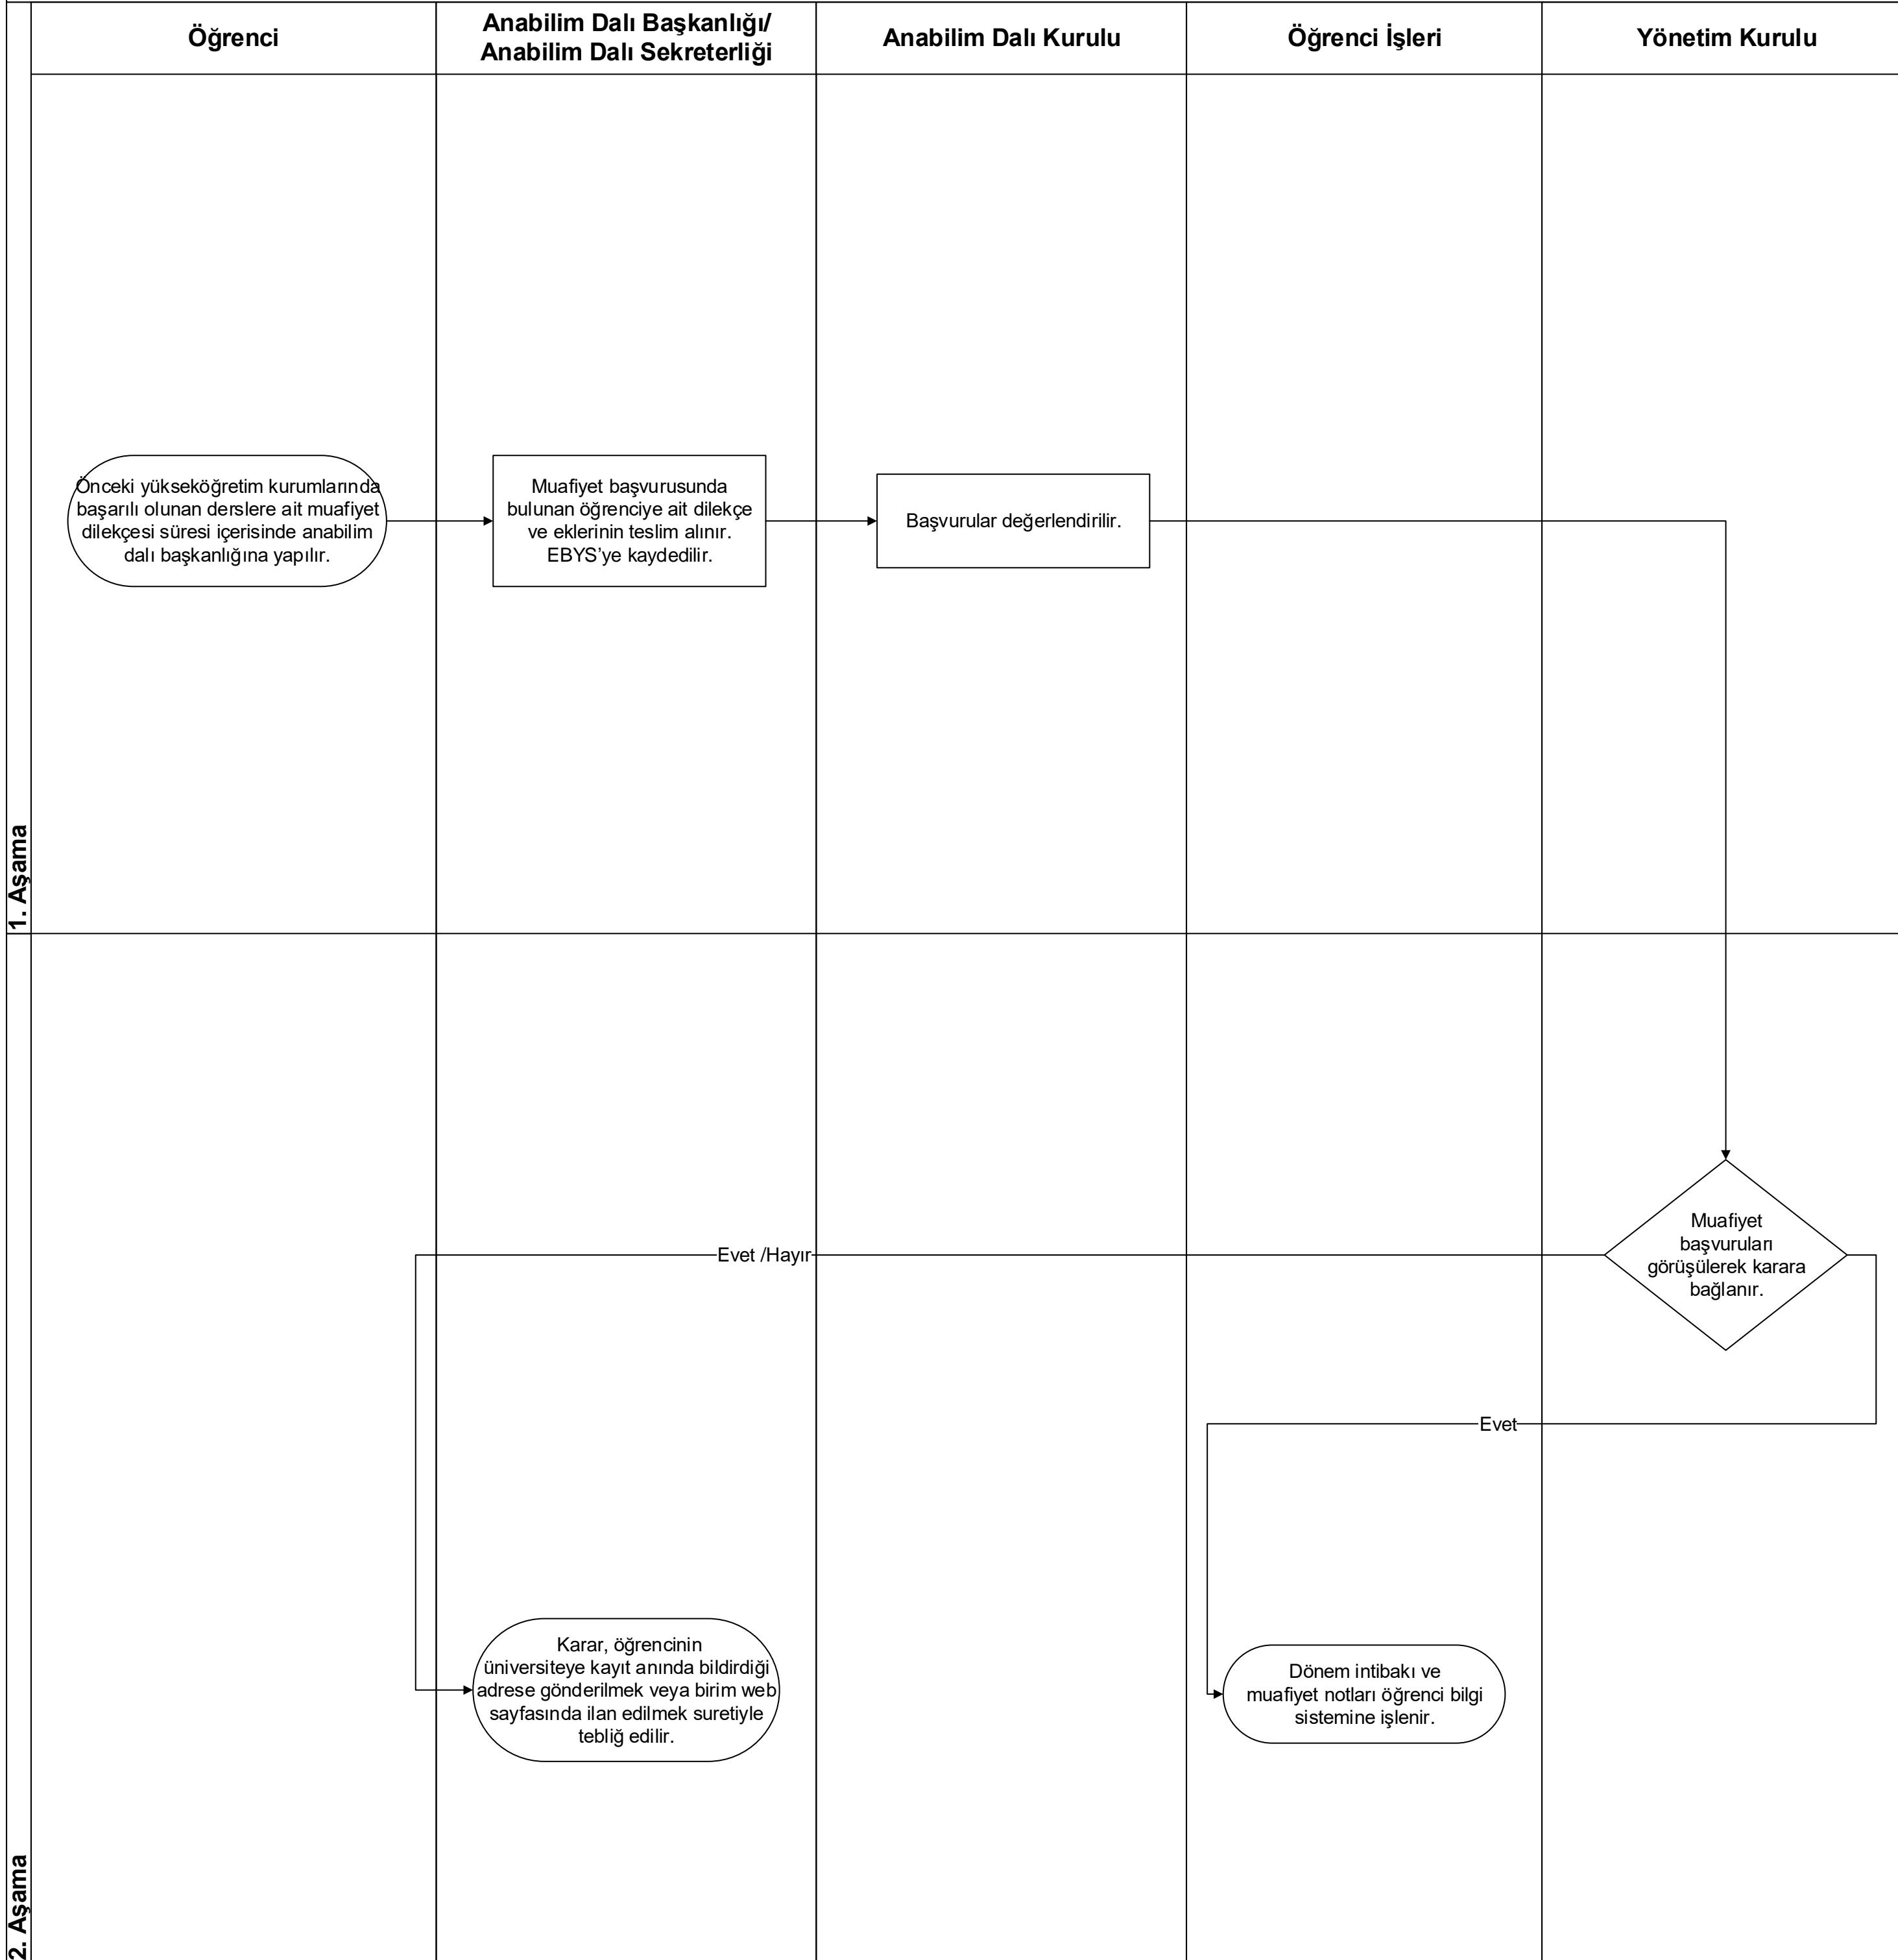 Öğrenci
Anabilim Dalı Başkanlığı/
Anabilim Dalı Sekreterliği
Anabilim Dalı Kurulu
Öğrenci İşleri
Yönetim Kurulu
1. Aşama
Önceki yükseköğretim kurumlarında
başarılı olunan derslere ait muafiyet
dilekçesi süresi içerisinde anabilim
dalı başkanlığına yapılır.
Muafiyet başvurusunda
bulunan öğrenciye ait dilekçe
ve eklerinin teslim alınır.
EBYS’ye kaydedilir.
Başvurular değerlendirilir.
2. Aşama
Muafiyet
başvuruları
görüşülerek karara
bağlanır.
Evet /Hayır
Evet
Karar, öğrencinin
üniversiteye kayıt anında bildirdiği
adrese gönderilmek veya birim web
sayfasında ilan edilmek suretiyle
tebliğ edilir.
Dönem intibakı ve
muafiyet notları öğrenci bilgi
sistemine işlenir.